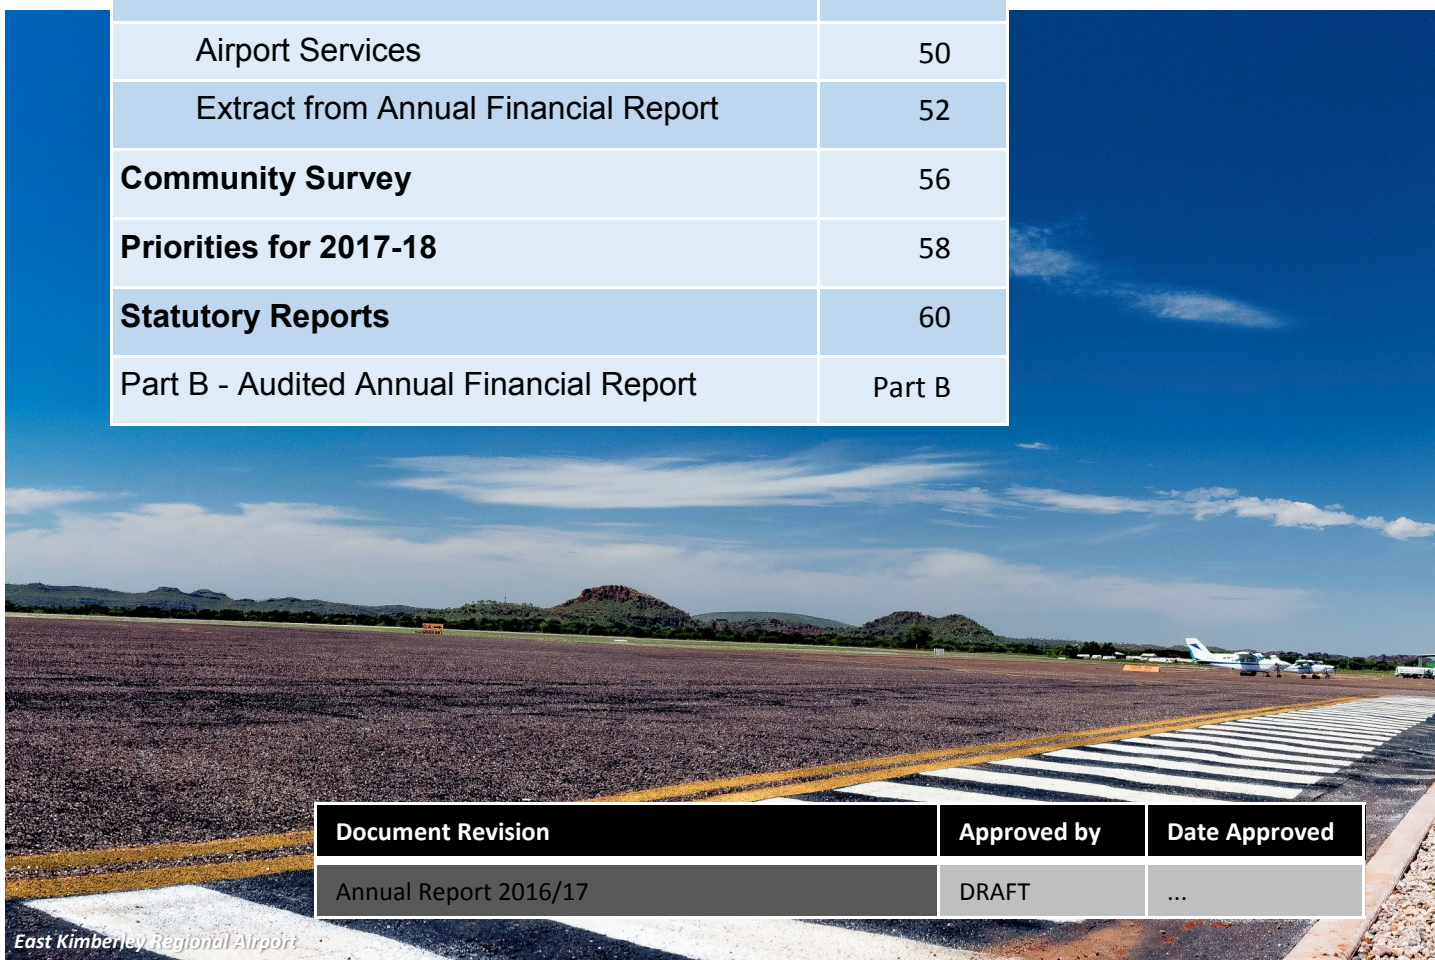 Airport Services 50
Extract from Annual Financial Report 52
Community Survey 56
Priorities for 2017-18 58
Statutory Reports 60
Part B - Audited Annual Financial Report Part B
Document Revision Approved by Date Approved
Annual Report 2016/17 DRAFT ...
East Kimberley Regional Airport